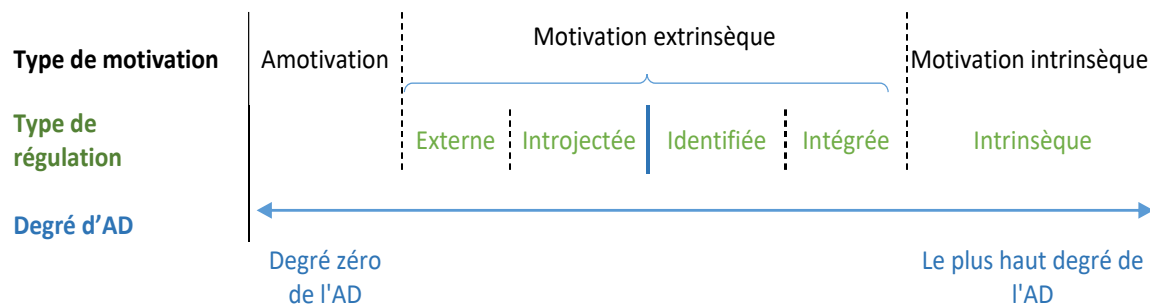 Motivation extrinsèque
Type de motivation Amotivation Motivation intrinsèque
Type de
régulation
Externe Introjectée Identifiée Intégrée Intrinsèque
Degré d’AD
Degré zéro
de l'AD
Le plus haut degré de
l'AD